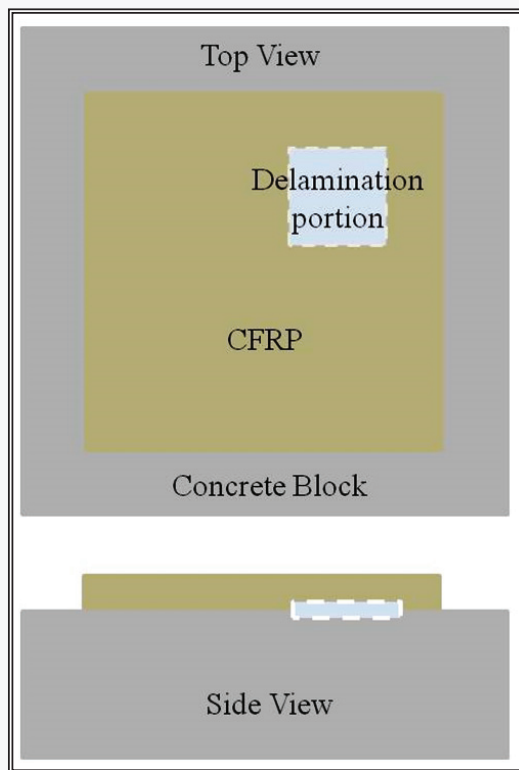 Top View
Delamination
portion
CFRP
Concrete Block
Side View